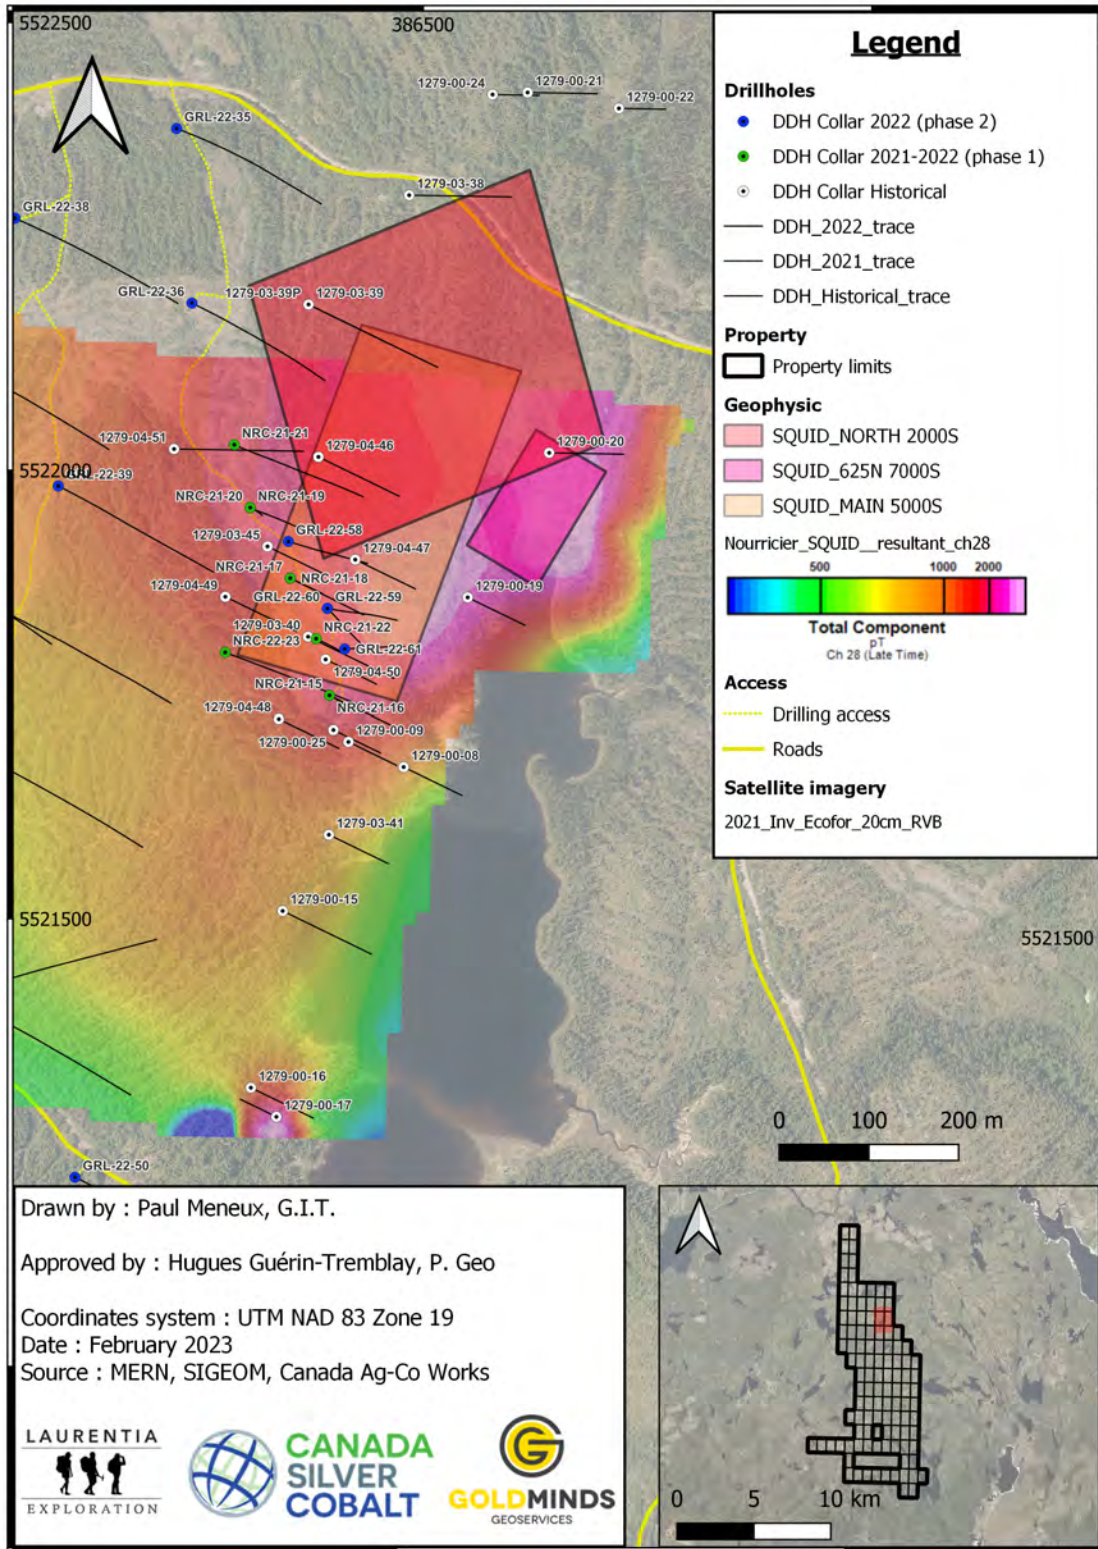 5522500
386500
1279-00-24
1279-00-21
1279-00-22
GRL-22-35
1279-03-38
GRL-22-38
GRL-22-36
1279-03-39P
1279-03-39
1279-04-51
NRC-21-21
1279-04-46
1279-00-20
5522000
GRL-22-39
NRC-21-20
NRC-21-19
GRL-22-58
1279-03-45
1279-04-47
NRC-21-17
NRC-21-18
1279-04-49
GRL-22-60
GRL-22-59
1279-00-19
1279-03-40
NRC-21-22
NRC-22-23
GRL-22-61
1279-04-50
NRC-21-15
NRC-21-16
1279-04-48
1279-00-25
1279-00-09
1279-00-08
1279-03-41
1279-00-15
5521500
5521500
1279-00-16
1279-00-17
GRL-22-50
0 100 200 m
Legend
Drillholes
DDH Collar 2022 (phase 2)
DDH Collar 2021-2022 (phase 1)
DDH Collar Historical
DDH_2022_trace
DDH_2021_trace
DDH_Historical_trace
Property
Property limits
Geophysic
SQUID_NORTH 2000S
SQUID_625N 7000S
SQUID_MAIN 5000S
Nourricier_SQUID__resultant_ch28
500 1000 2000
Total Component
pT
Ch 28 (Late Time)
Access
Drilling access
Roads
Satellite imagery
2021_Inv_Ecofor_20cm_RVB
Drawn by : Paul Meneux, G.I.T.
Approved by : Hugues Guérin-Tremblay, P. Geo
Coordinates system : UTM NAD 83 Zone 19
Date : February 2023
Source : MERN, SIGEOM, Canada Ag-Co Works
LAURENTIA
EXPLORATION
CANADA
SILVER
COBALT
GOLDMINDS
GEOSERVICES
0 5 10 km